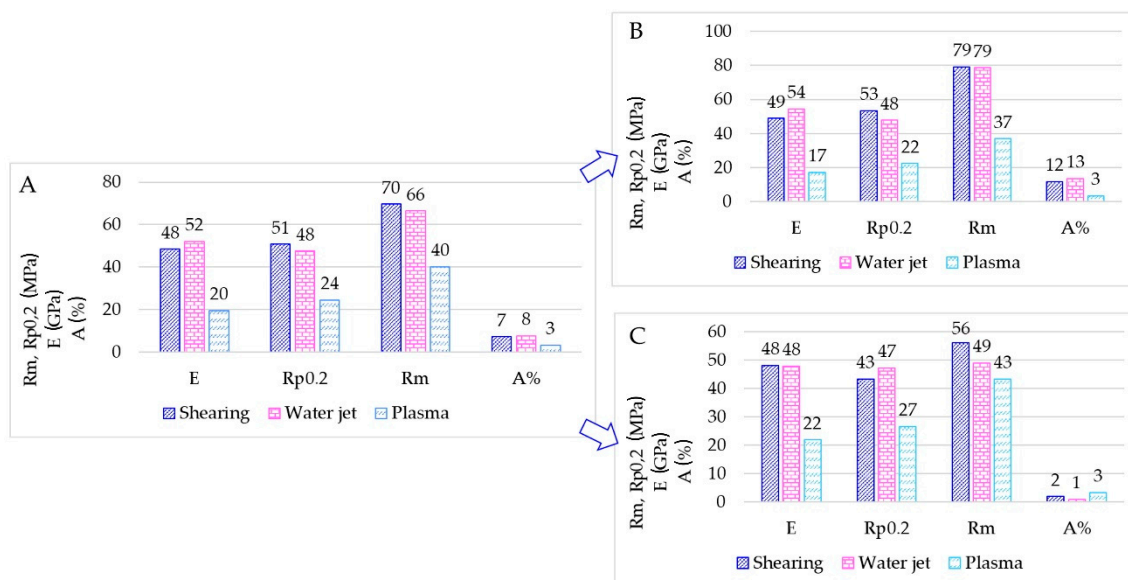 A
Rm, Rp0,2 (MPa)
E (GPa)
A (%)
80
60
40
20
0
48 52 20
51 48 24
70 66 40
7 8 3
E Rp0.2 Rm A%
Shearing Water jet Plasma
B
Rm, Rp0,2 (MPa)
E (GPa)
A (%)
100
80
60
40
20
0
49 54 17
53 48 22
79 79 37
12 13 3
E Rp0.2 Rm A%
Shearing Water jet Plasma
C
Rm, Rp0,2 (MPa)
E (GPa)
A (%)
60
50
40
30
20
10
0
48 48 22
43 47 27
56 49 43
2 1 3
E Rp0.2 Rm A%
Shearing Water jet Plasma